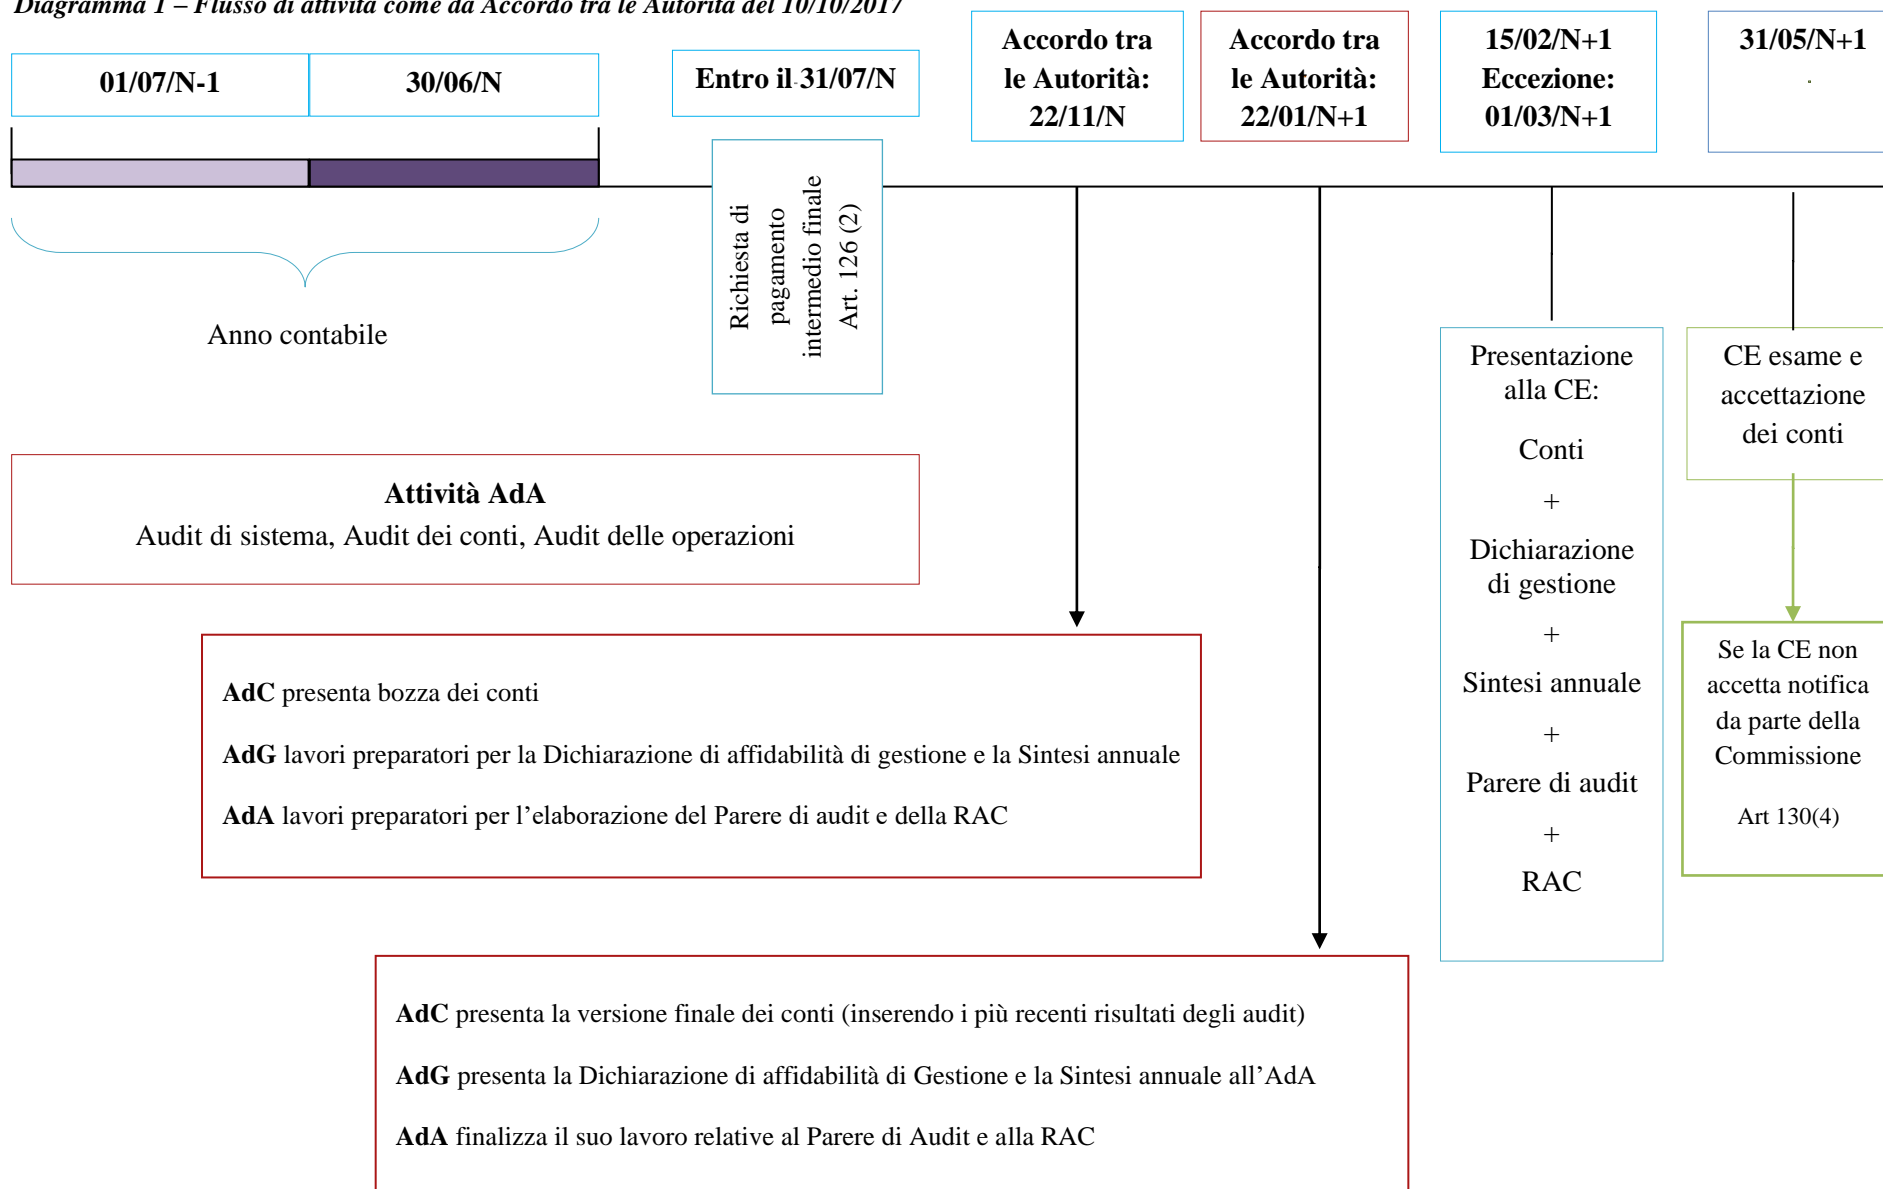 Diagramma 1 – Flusso di attività come da Accordo tra le Autorità del 10/10/2017
01/07/N-1
30/06/N
Entro il 31/07/N
Accordo tra
le Autorità:
22/11/N
Accordo tra
le Autorità:
22/01/N+1
15/02/N+1
Eccezione:
01/03/N+1
31/05/N+1
.
Richiesta di
pagamento
intermedio finale
Art. 126 (2)
Anno contabile
Attività AdA
Audit di sistema, Audit dei conti, Audit delle operazioni
AdC presenta bozza dei conti
AdG lavori preparatori per la Dichiarazione di affidabilità di gestione e la Sintesi annuale
AdA lavori preparatori per l’elaborazione del Parere di audit e della RAC
AdC presenta la versione finale dei conti (inserendo i più recenti risultati degli audit)
AdG presenta la Dichiarazione di affidabilità di Gestione e la Sintesi annuale all’AdA
AdA finalizza il suo lavoro relative al Parere di Audit e alla RAC
Presentazione
alla CE:
Conti
+
Dichiarazione
di gestione
+
Sintesi annuale
+
Parere di audit
+
RAC
CE esame e
accettazione
dei conti
Se la CE non
accetta notifica
da parte della
Commissione
Art 130(4)